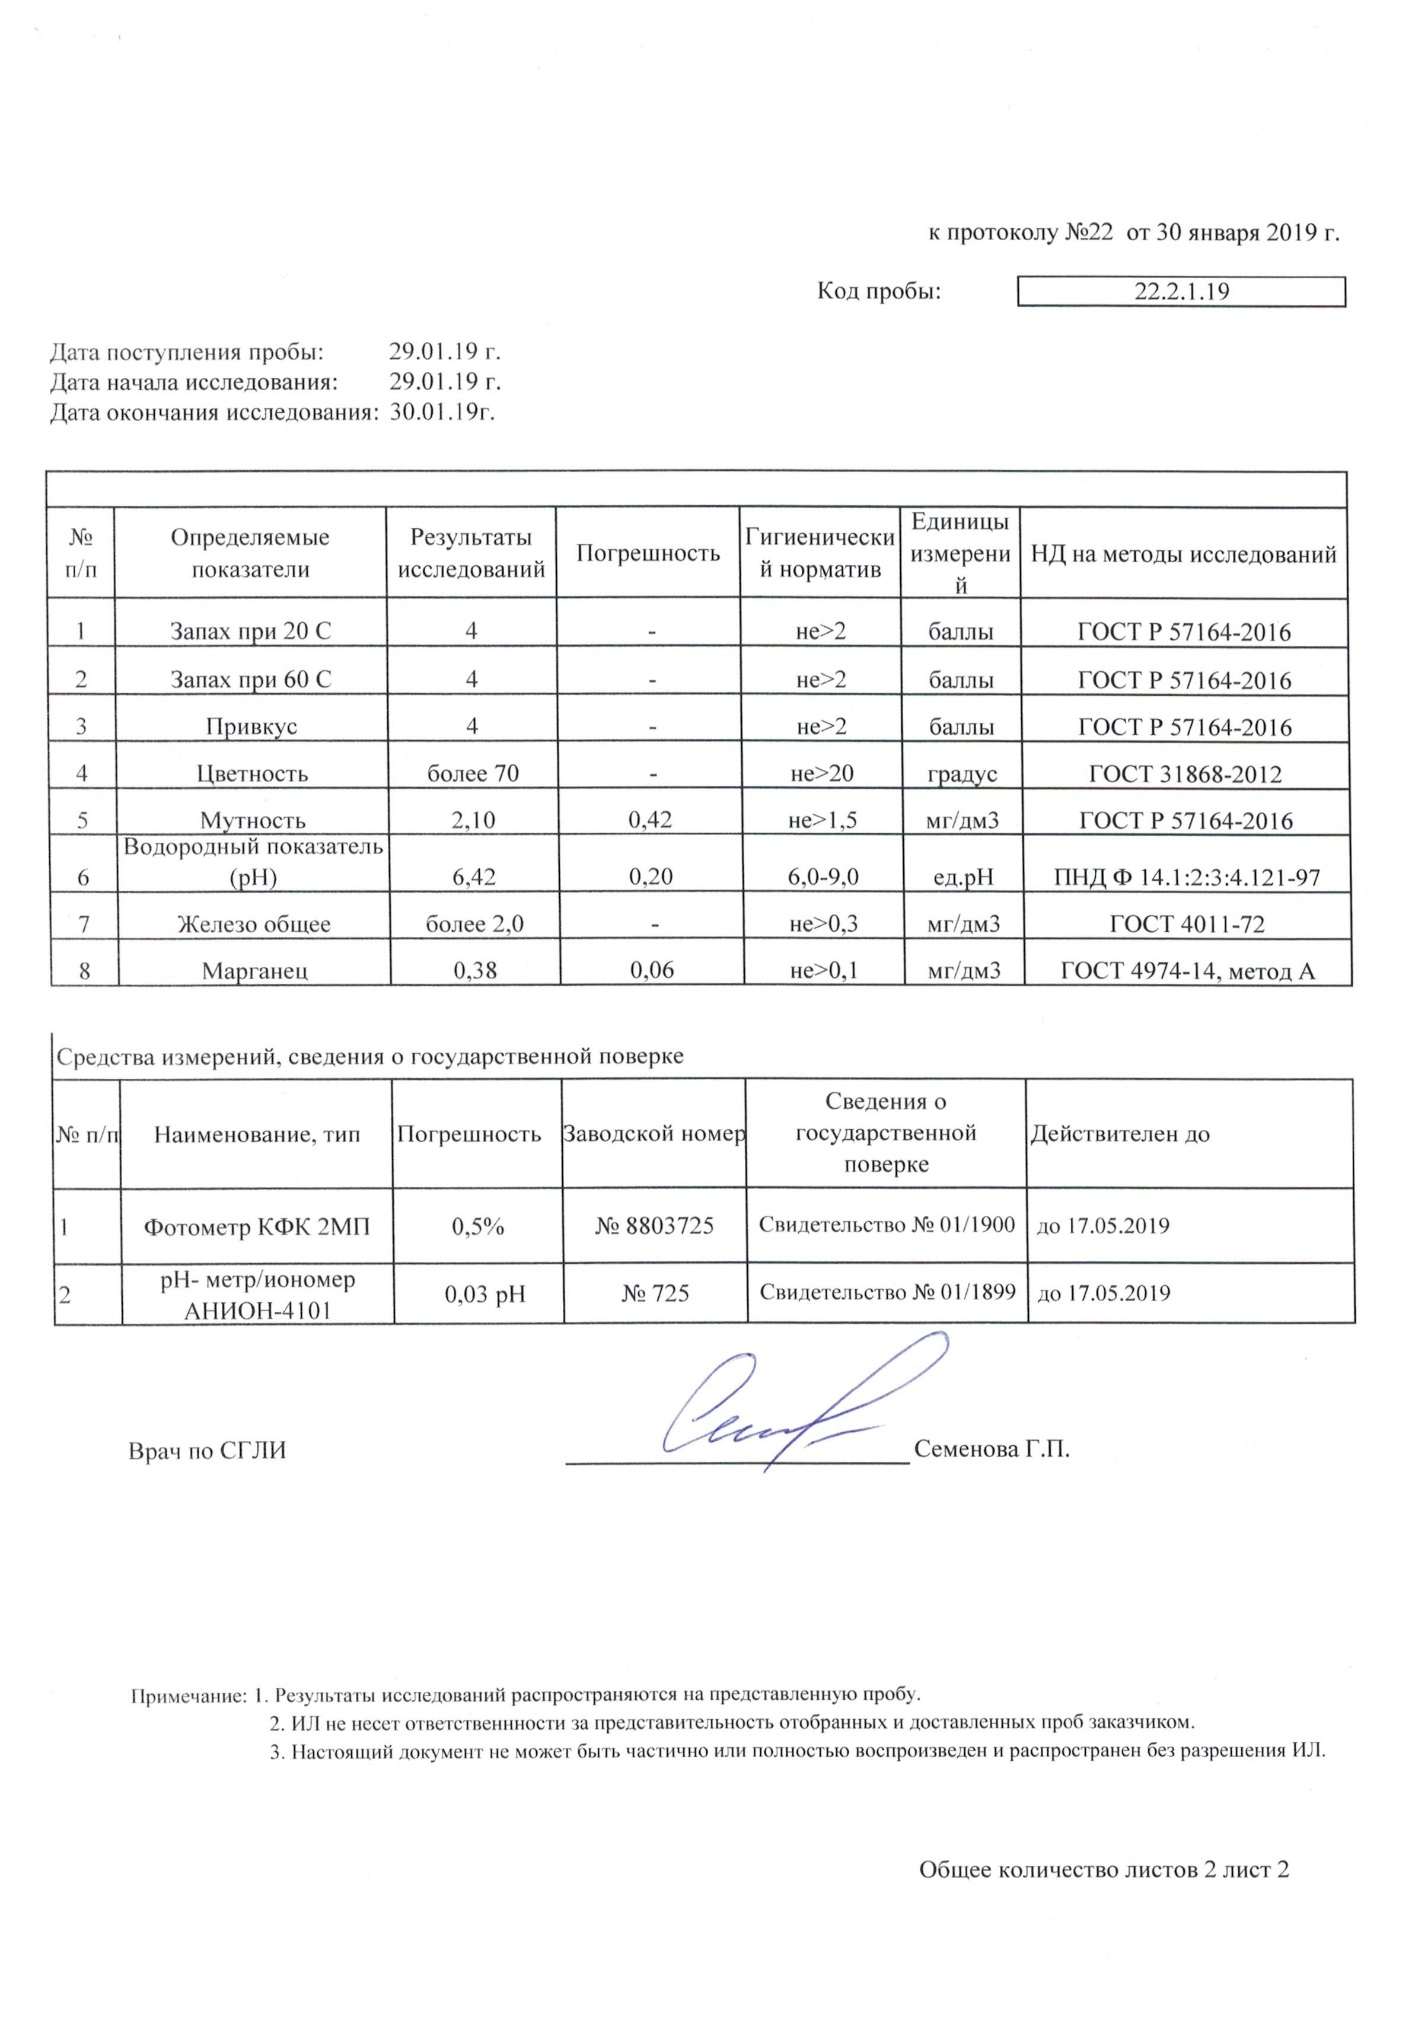 к протоколу №22 от 30 января 2019 г.
Код пробы: 22.2.1.19
Дата поступления пробы: 29.01.19 г.
Дата начала исследования: 29.01.19 г.
Дата окончания исследования: 30.01.19г.
№ п/п Определяемые показатели Результаты исследований Погрешность Гигиенический норматив Единицы измерений НД на методы исследований
1 Запах при 20 С 4 - не>2 баллы ГОСТ Р 57164-2016
2 Запах при 60 С 4 - не>2 баллы ГОСТ Р 57164-2016
3 Привкус 4 - не>2 баллы ГОСТ Р 57164-2016
4 Цветность более 70 - не>20 градус ГОСТ 31868-2012
5 Мутность 2,10 0,42 не>1,5 мг/дм3 ГОСТ Р 57164-2016
6 Водородный показатель (pH) 6,42 0,20 6,0-9,0 ед.pH ПНД Ф 14.1:2:3:4.121-97
7 Железо общее более 2,0 - не>0,3 мг/дм3 ГОСТ 4011-72
8 Марганец 0,38 0,06 не>0,1 мг/дм3 ГОСТ 4974-14, метод А
Средства измерений, сведения о государственной поверке
№ п/п Наименование, тип Погрешность Заводской номер Сведения о государственной поверке Действителен до
1 Фотометр КФК 2МП 0,5% № 8803725 Свидетельство № 01/1900 до 17.05.2019
2 pH- метр/иономер АНИОН-4101 0,03 pH № 725 Свидетельство № 01/1899 до 17.05.2019
Врач по СГЛИ Семенова Г.П.
Примечание: 1. Результаты исследований распространяются на представленную пробу.
2. ИЛ не несет ответственнности за представительность отобранных и доставленных проб заказчиком.
3. Настоящий документ не может быть частично или полностью воспроизведен и распространен без разрешения ИЛ.
Общее количество листов 2 лист 2